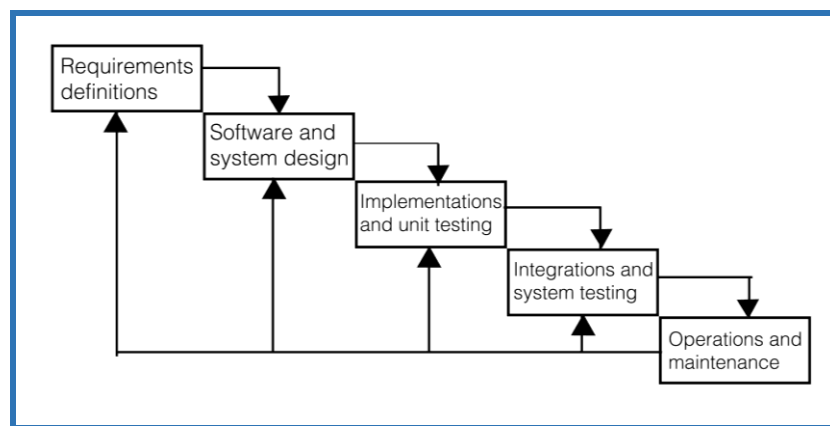 Requirements
definitions
Software and
system design
Implementations
and unit testing
Integrations and
system testing
Operations and
maintenance